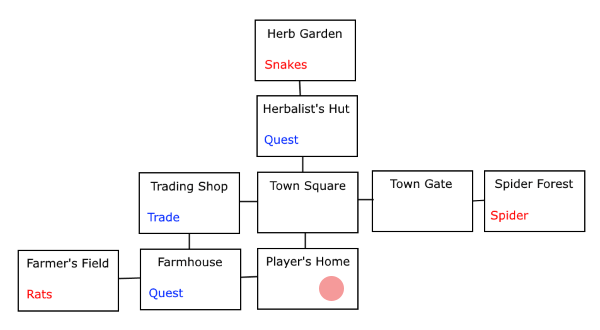 Herb Garden
Snakes
Herbalist's Hut
Quest
Trading Shop
Trade
Town Square
Town Gate
Spider Forest
Spider
Farmer's Field
Rats
Farmhouse
Quest
Player's Home